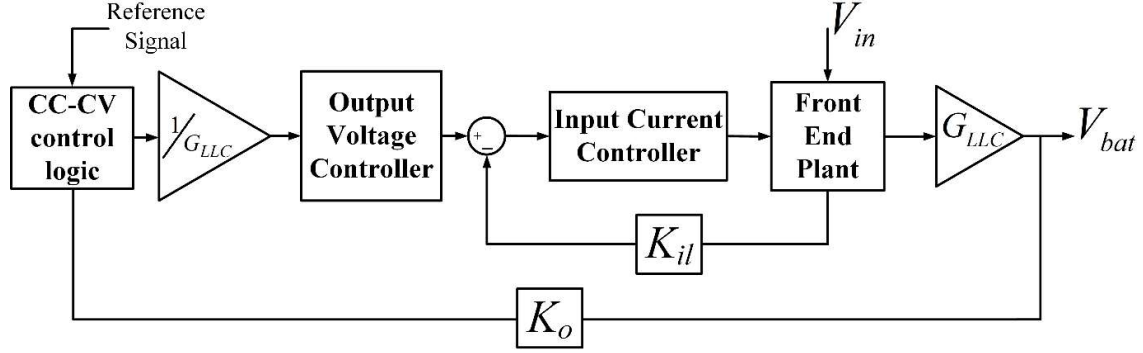 Reference
Signal
CC-CV
control
logic
1/G_LLC
Output
Voltage
Controller
+
−
Input Current
Controller
V_in
Front
End
Plant
G_LLC
V_bat
K_il
K_o